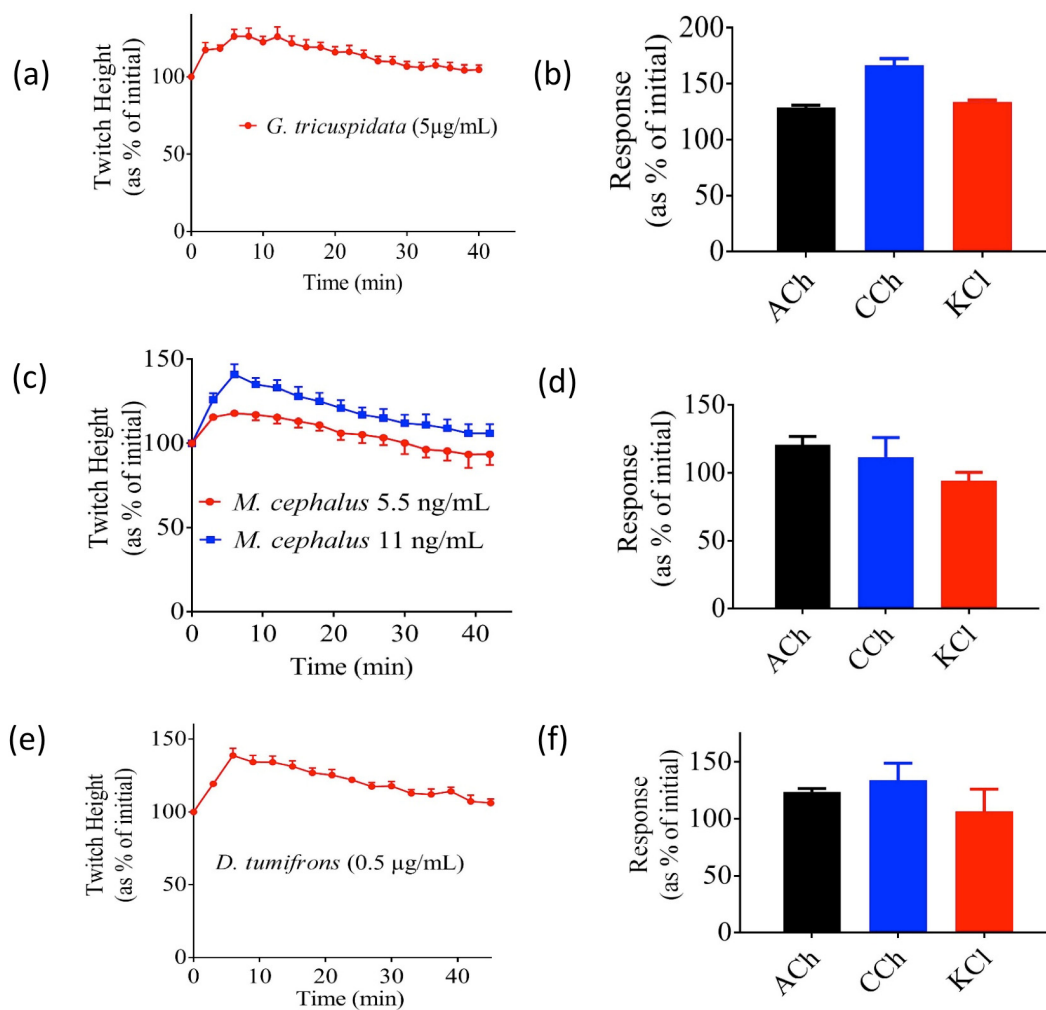 (a)
Twitch Height
(as % of initial)
100
50
0
G. tricuspidata (5µg/mL)
0 10 20 30 40
Time (min)
(b)
Response
(as % of initial)
200
150
100
50
0
ACh CCh KCl
(c)
Twitch Height
(as % of initial)
150
100
50
0
M. cephalus 5.5 ng/mL
M. cephalus 11 ng/mL
0 10 20 30 40
Time (min)
(d)
Response
(as % of initial)
150
100
50
0
ACh CCh KCl
(e)
Twitch Height
(as % of initial)
150
100
50
0
D. tumifrons (0.5 µg/mL)
0 10 20 30 40
Time (min)
(f)
Response
(as % of initial)
150
100
50
0
ACh CCh KCl